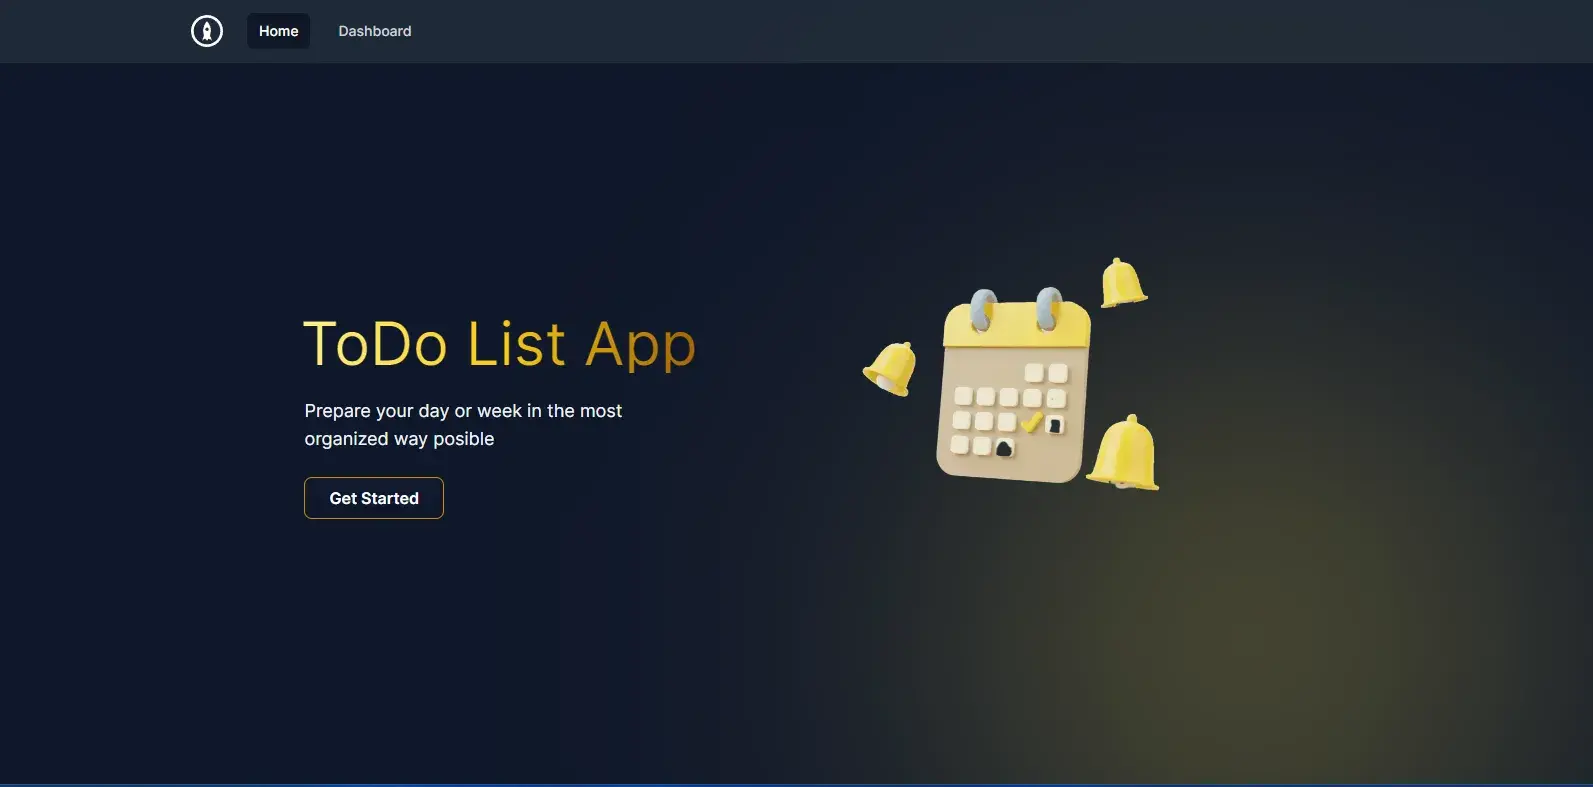 Home
Dashboard
ToDo List App
Prepare your day or week in the most
organized way posible
Get Started